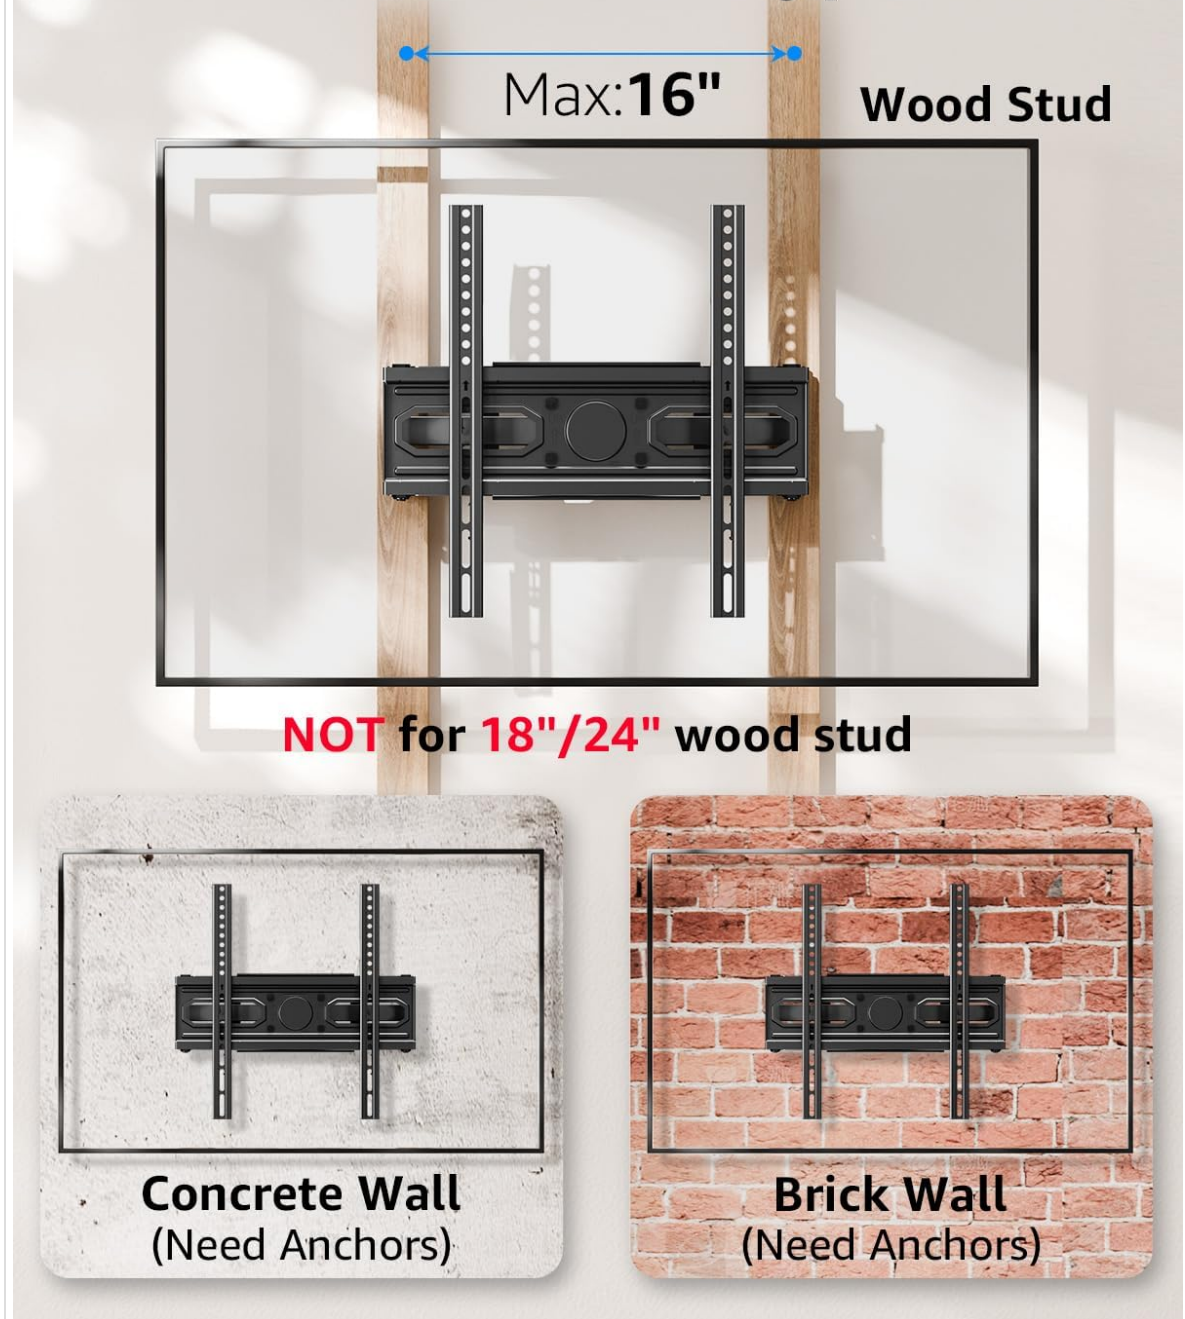 Max:16"
Wood Stud
NOT for 18"/24" wood stud
Concrete Wall
(Need Anchors)
Brick Wall
(Need Anchors)